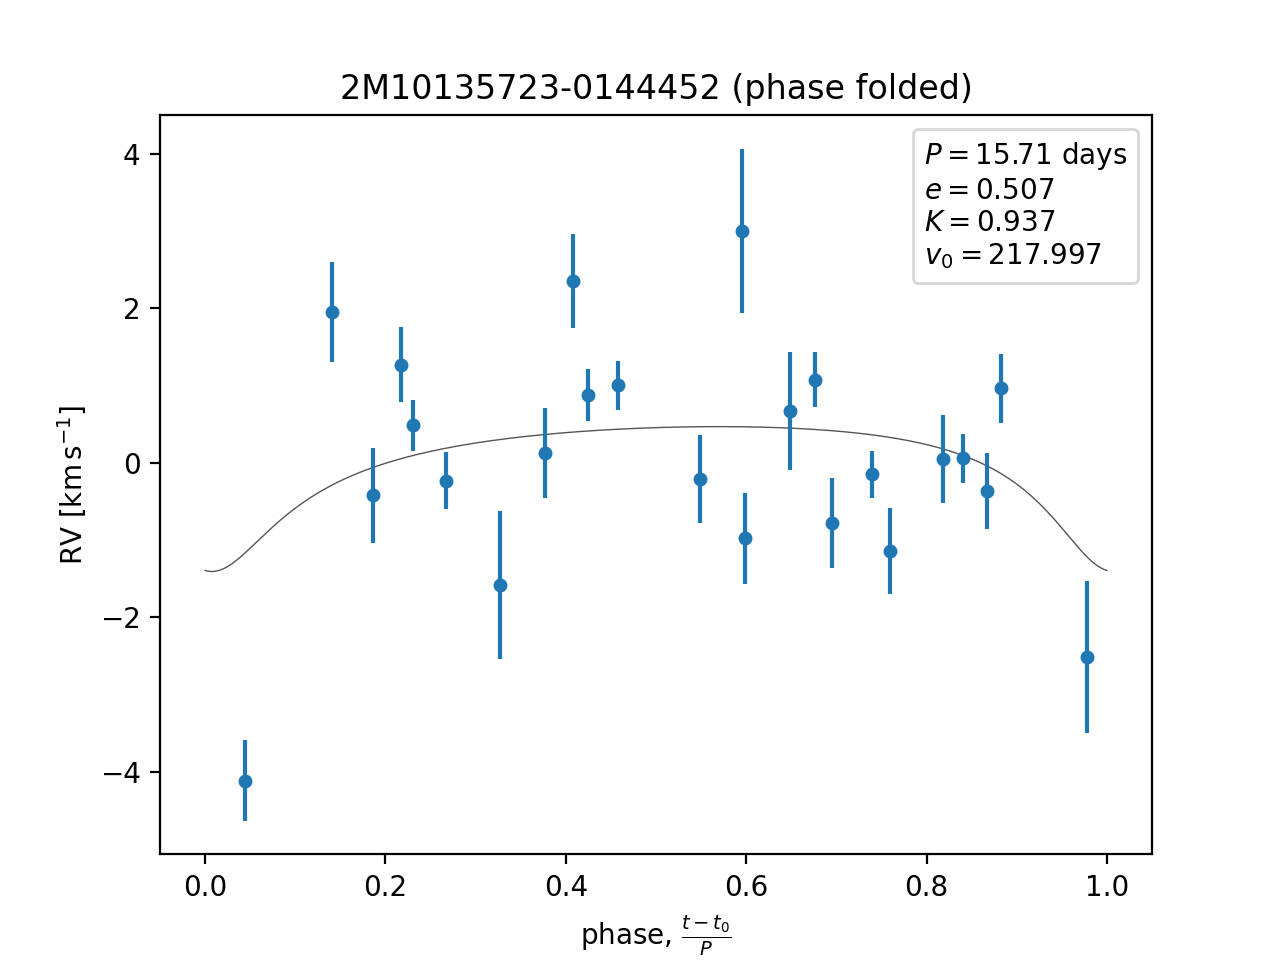 2M10135723-0144452 (phase folded)
P = 15.71 days
e = 0.507
K = 0.937
v₀ = 217.997
4
2
0
−2
−4
RV [km s⁻¹]
0.0 0.2 0.4 0.6 0.8 1.0
phase, (t − t₀)/P